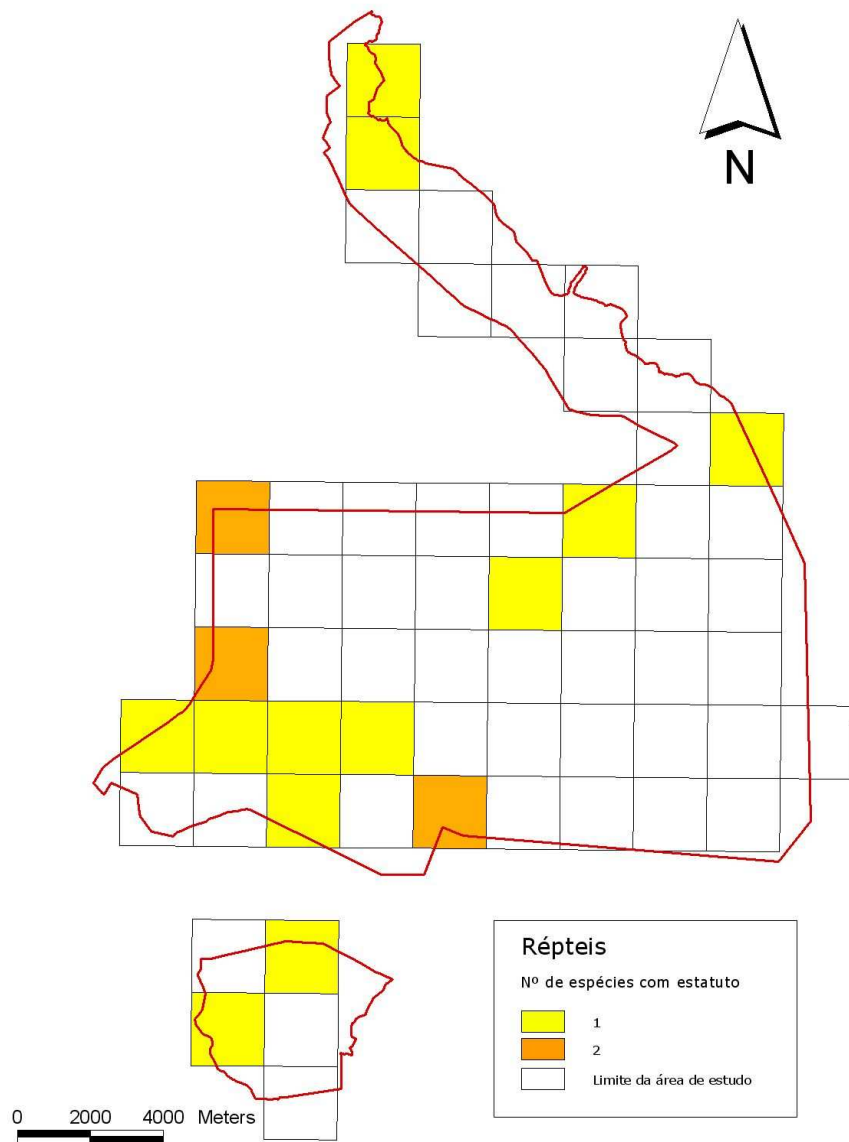 N
Répteis
Nº de espécies com estatuto
1
2
Limite da área de estudo
0 2000 4000 Meters